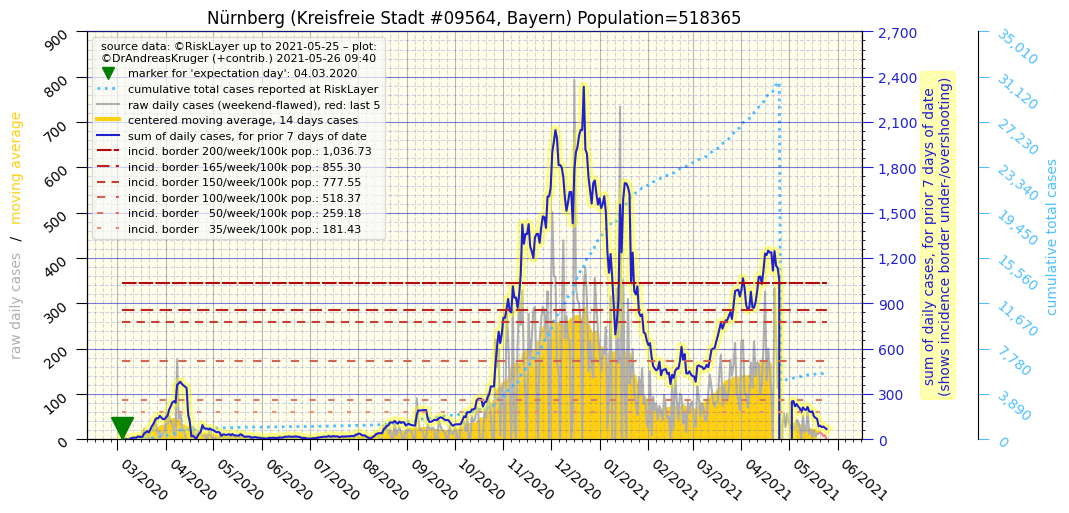 Nürnberg (Kreisfreie Stadt #09564, Bayern) Population=518365
source data: ©RiskLayer up to 2021-05-25 – plot:
©DrAndreasKruger (+contrib.) 2021-05-26 09:40
marker for 'expectation day': 04.03.2020
cumulative total cases reported at RiskLayer
raw daily cases (weekend-flawed), red: last 5
centered moving average, 14 days cases
sum of daily cases, for prior 7 days of date
incid. border 200/week/100k pop.: 1,036.73
incid. border 165/week/100k pop.: 855.30
incid. border 150/week/100k pop.: 777.55
incid. border 100/week/100k pop.: 518.37
incid. border   50/week/100k pop.: 259.18
incid. border   35/week/100k pop.: 181.43
raw daily cases / moving average
900
800
700
600
500
400
300
200
100
0
03/2020
04/2020
05/2020
06/2020
07/2020
08/2020
09/2020
10/2020
11/2020
12/2020
01/2021
02/2021
03/2021
04/2021
05/2021
06/2021
2,700
2,400
2,100
1,800
1,500
1,200
900
600
300
0
sum of daily cases, for prior 7 days of date
(shows incidence border under-/overshooting)
35,010
31,120
27,230
23,340
19,450
15,560
11,670
7,780
3,890
0
cumulative total cases